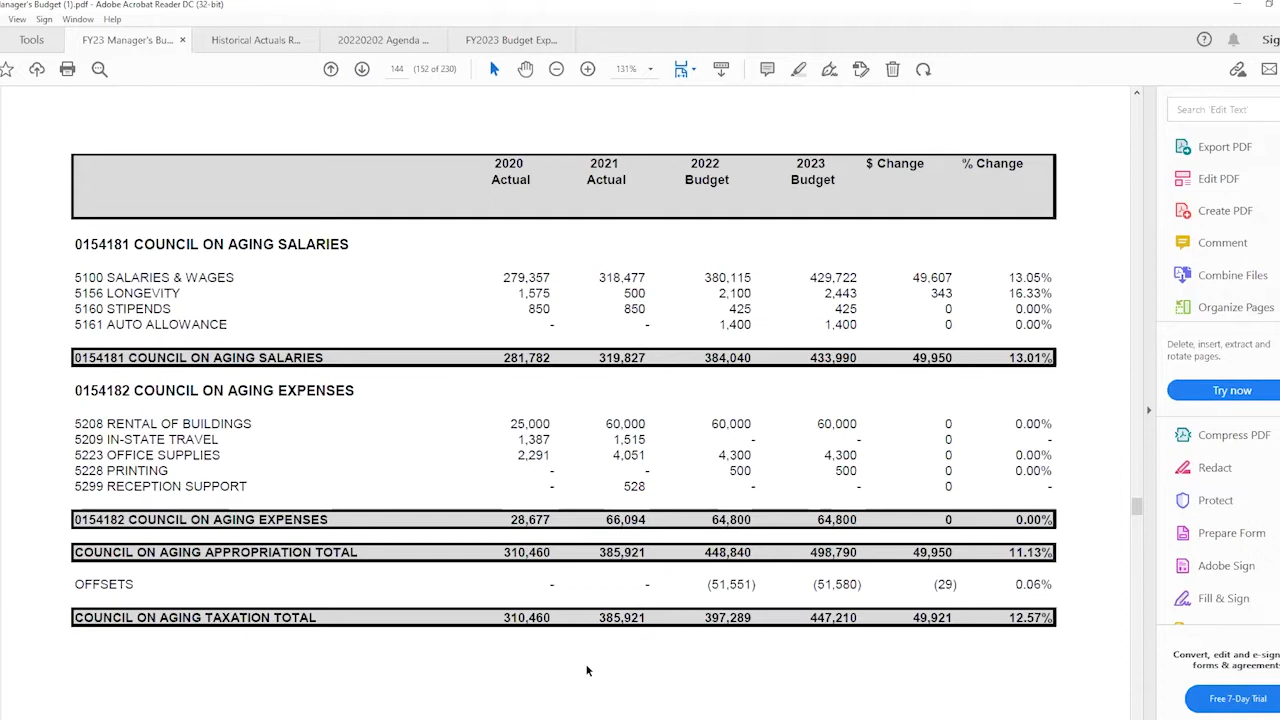 anager's Budget (1).pdf - Adobe Acrobat Reader DC (32-bit)
View Sign Window Help
Tools FY23 Manager's Bu... × Historical Actuals R... 20220202 Agenda ... FY2023 Budget Exp... Sig
144 (152 of 230) 131%
Search 'Edit Text'
2020 2021 2022 2023 $ Change % Change
Actual Actual Budget Budget
0154181 COUNCIL ON AGING SALARIES
5100 SALARIES & WAGES 279,357 318,477 380,115 429,722 49,607 13.05%
5156 LONGEVITY 1,575 500 2,100 2,443 343 16.33%
5160 STIPENDS 850 850 425 425 0 0.00%
5161 AUTO ALLOWANCE - - 1,400 1,400 0 0.00%
0154181 COUNCIL ON AGING SALARIES 281,782 319,827 384,040 433,990 49,950 13.01%
0154182 COUNCIL ON AGING EXPENSES
5208 RENTAL OF BUILDINGS 25,000 60,000 60,000 60,000 0 0.00%
5209 IN-STATE TRAVEL 1,387 1,515 - - 0 -
5223 OFFICE SUPPLIES 2,291 4,051 4,300 4,300 0 0.00%
5228 PRINTING - - 500 500 0 0.00%
5299 RECEPTION SUPPORT - 528 - - 0 -
0154182 COUNCIL ON AGING EXPENSES 28,677 66,094 64,800 64,800 0 0.00%
COUNCIL ON AGING APPROPRIATION TOTAL 310,460 385,921 448,840 498,790 49,950 11.13%
OFFSETS - - (51,551) (51,580) (29) 0.06%
COUNCIL ON AGING TAXATION TOTAL 310,460 385,921 397,289 447,210 49,921 12.57%
Export PDF
Edit PDF
Create PDF
Comment
Combine Files
Organize Pages
Delete, insert, extract and
rotate pages.
Try now
Compress PDF
Redact
Protect
Prepare Form
Adobe Sign
Fill & Sign
Convert, edit and e-sign
forms & agreements
Free 7-Day Trial